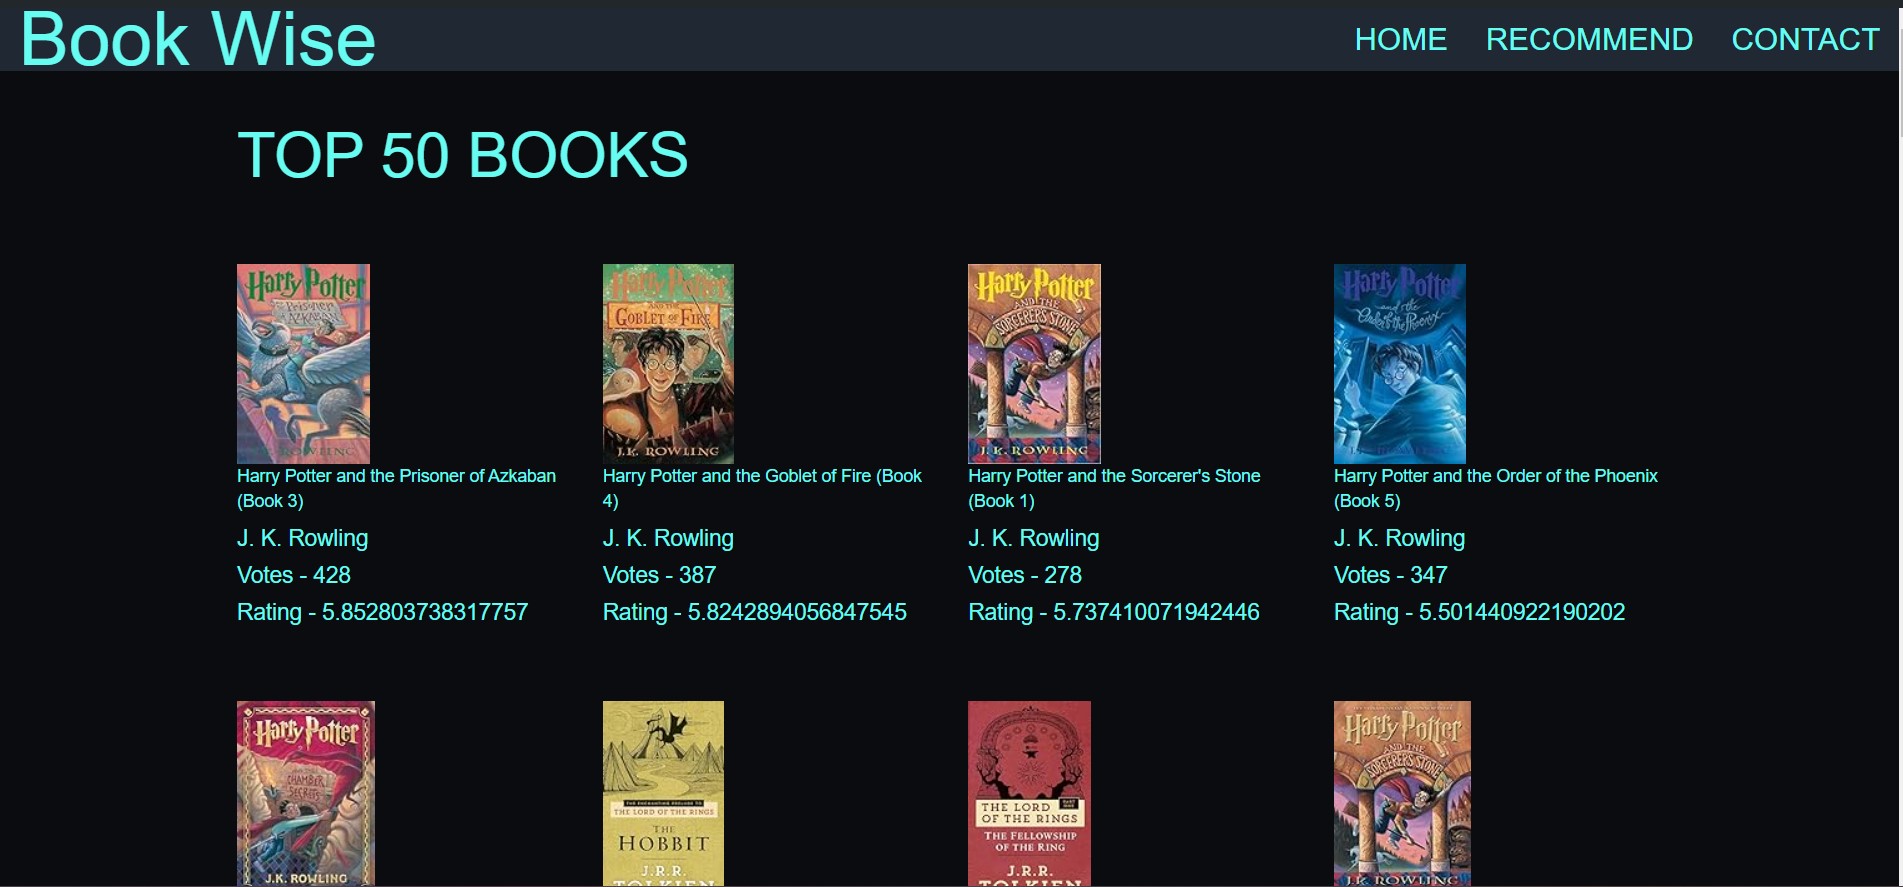 Book Wise
HOME
RECOMMEND
CONTACT
TOP 50 BOOKS
Harry Potter
and the
Prisoner
of AZKABAN
Harry Potter
AND THE
GOBLET OF FIRE
J.K. ROWLING
Harry Potter
AND THE
SORCERER'S STONE
J.K. ROWLING
Harry Potter
and the
Order of the Phoenix
Harry Potter and the Prisoner of Azkaban
(Book 3)
J. K. Rowling
Votes - 428
Rating - 5.852803738317757
Harry Potter and the Goblet of Fire (Book
4)
J. K. Rowling
Votes - 387
Rating - 5.8242894056847545
Harry Potter and the Sorcerer's Stone
(Book 1)
J. K. Rowling
Votes - 278
Rating - 5.737410071942446
Harry Potter and the Order of the Phoenix
(Book 5)
J. K. Rowling
Votes - 347
Rating - 5.501440922190202
Harry Potter
CHAMBER
SECRETS
J.K. ROWLING
THE ENCHANTING PRELUDE TO
THE LORD OF THE RINGS
THE
HOBBIT
J.R.R.
TOLKIEN
THE LORD
OF THE RINGS
PART
ONE
THE FELLOWSHIP
OF THE RING
J.R.R.
TOLKIEN
Harry Potter
AND THE
SORCERER'S STONE
J.K. ROWLING